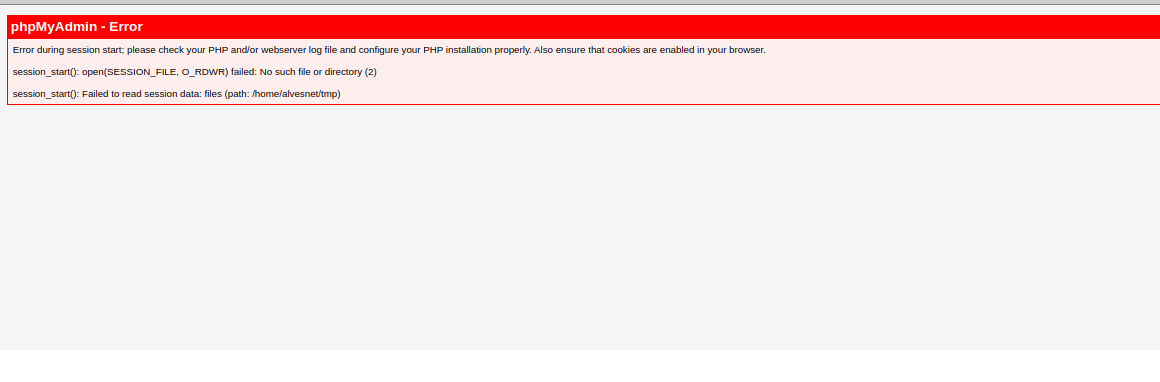 phpMyAdmin - Error
Error during session start; please check your PHP and/or webserver log file and configure your PHP installation properly. Also ensure that cookies are enabled in your browser.
session_start(): open(SESSION_FILE, O_RDWR) failed: No such file or directory (2)
session_start(): Failed to read session data: files (path: /home/alvesnet/tmp)